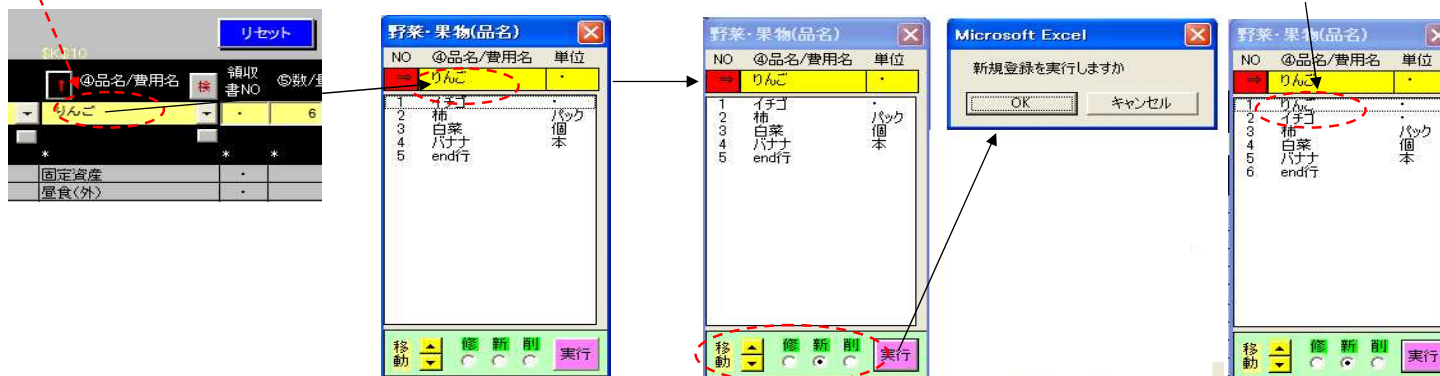 リセット
$K$10
! ④品名/費用名 検 領収書NO ⑤数/
りんご ・ 6
* * *
固定資産 ・
昼食(外) ・
野菜・果物(品名)
NO ④品名/費用名 単位
⇒ りんご ・
1 イチゴ ・
2 柿 パック
3 白菜 個
4 バナナ 本
5 end行
移動 修 新 削 実行
野菜・果物(品名)
NO ④品名/費用名 単位
⇒ りんご ・
1 イチゴ ・
2 柿 パック
3 白菜 個
4 バナナ 本
5 end行
移動 修 新 削 実行
Microsoft Excel
新規登録を実行しますか
OK キャンセル
野菜・果物(品名)
NO ④品名/費用名 単位
⇒ りんご ・
1 りんご ・
2 イチゴ ・
3 柿 パック
4 白菜 個
5 バナナ 本
6 end行
移動 修 新 削 実行